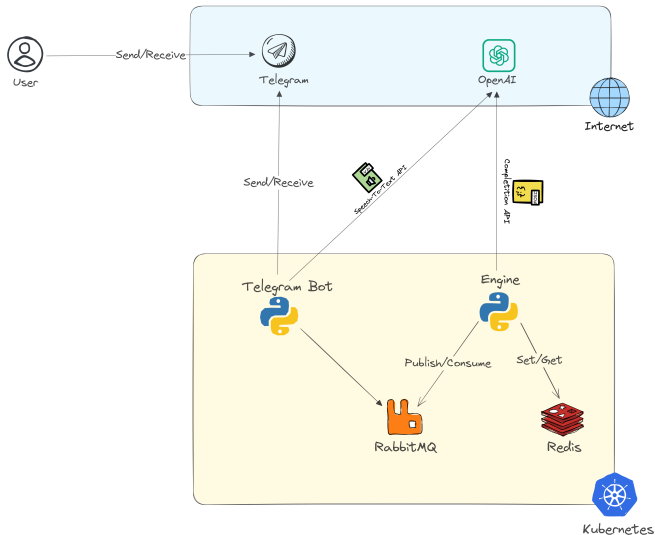 Send/Receive
User
Telegram
OpenAI
Internet
Send/Receive
Speech-To-Text API
Completition API
Telegram Bot
Engine
Publish/Consume
Set/Get
RabbitMQ
Redis
Kubernetes